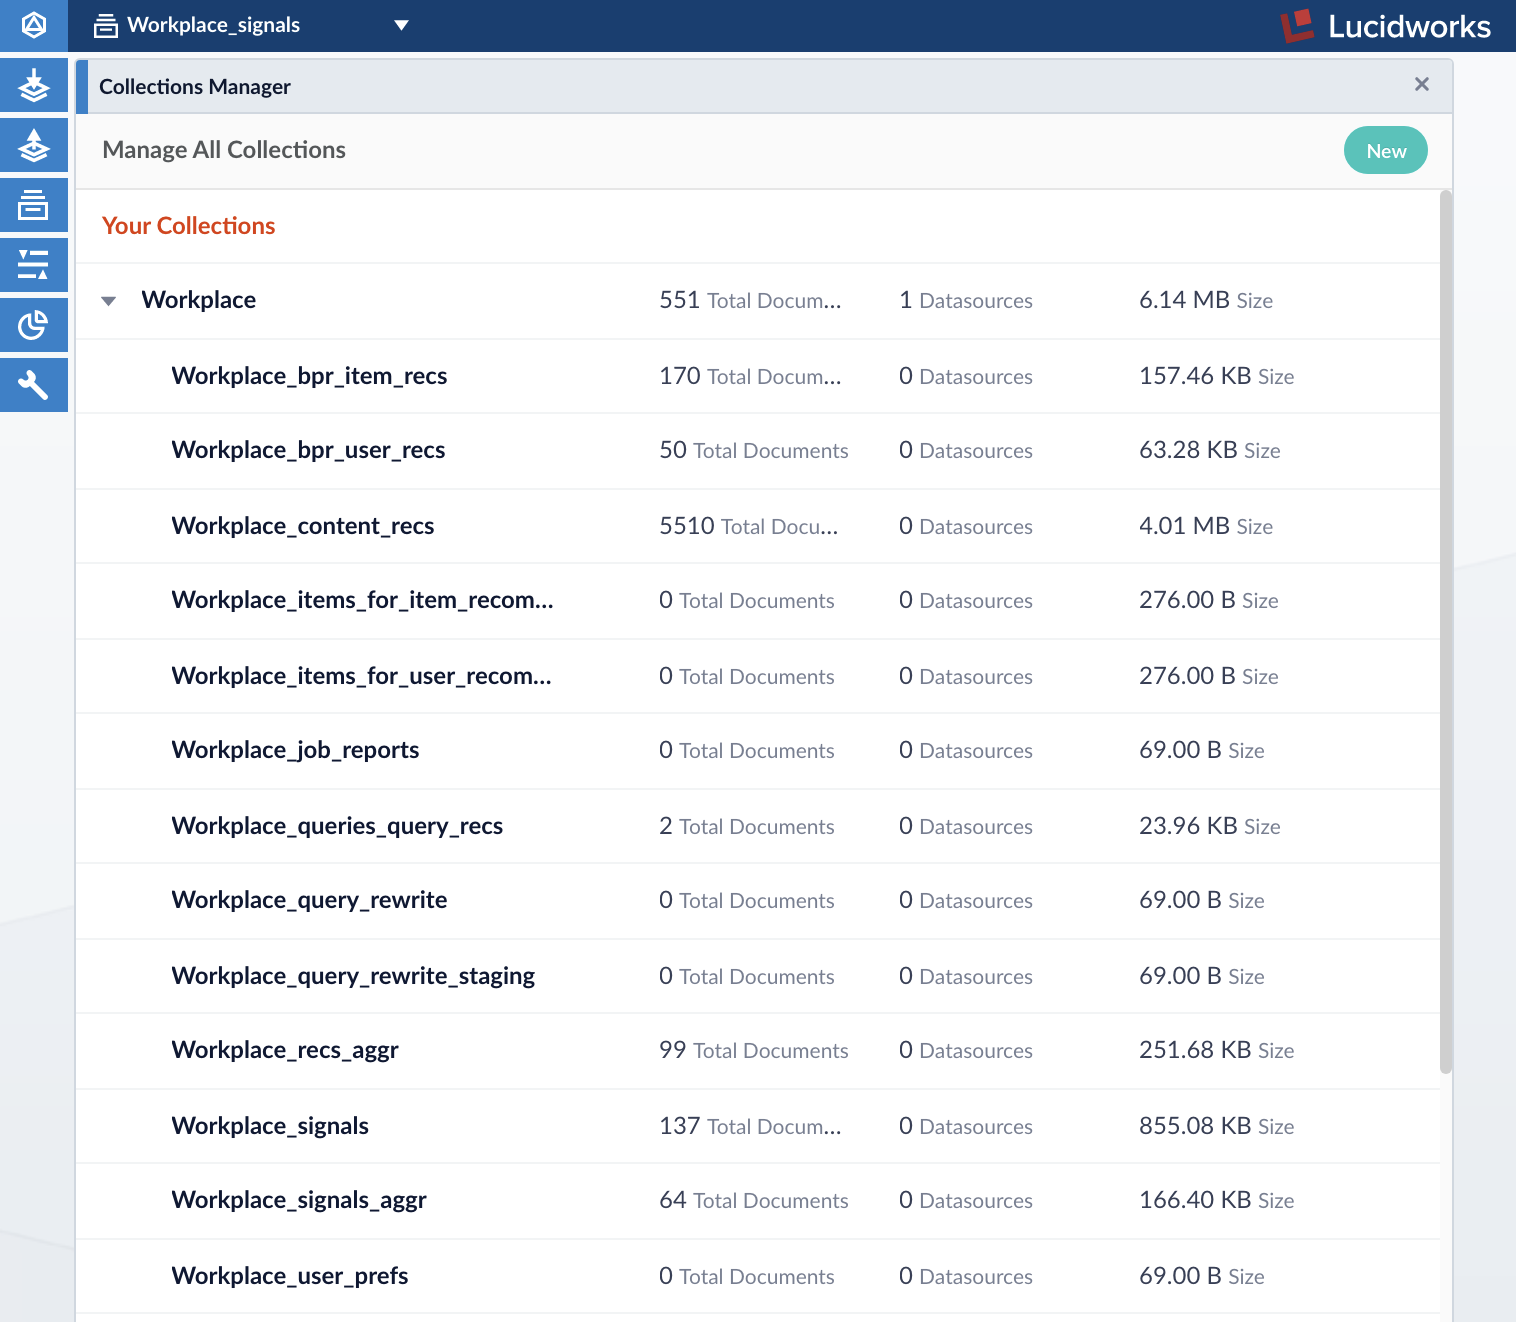 Workplace_signals
Lucidworks
Collections Manager
Manage All Collections
New
Your Collections
Workplace 551 Total Docum... 1 Datasources 6.14 MB Size
Workplace_bpr_item_recs 170 Total Docum... 0 Datasources 157.46 KB Size
Workplace_bpr_user_recs 50 Total Documents 0 Datasources 63.28 KB Size
Workplace_content_recs 5510 Total Docu... 0 Datasources 4.01 MB Size
Workplace_items_for_item_recom... 0 Total Documents 0 Datasources 276.00 B Size
Workplace_items_for_user_recom... 0 Total Documents 0 Datasources 276.00 B Size
Workplace_job_reports 0 Total Documents 0 Datasources 69.00 B Size
Workplace_queries_query_recs 2 Total Documents 0 Datasources 23.96 KB Size
Workplace_query_rewrite 0 Total Documents 0 Datasources 69.00 B Size
Workplace_query_rewrite_staging 0 Total Documents 0 Datasources 69.00 B Size
Workplace_recs_aggr 99 Total Documents 0 Datasources 251.68 KB Size
Workplace_signals 137 Total Docum... 0 Datasources 855.08 KB Size
Workplace_signals_aggr 64 Total Documents 0 Datasources 166.40 KB Size
Workplace_user_prefs 0 Total Documents 0 Datasources 69.00 B Size